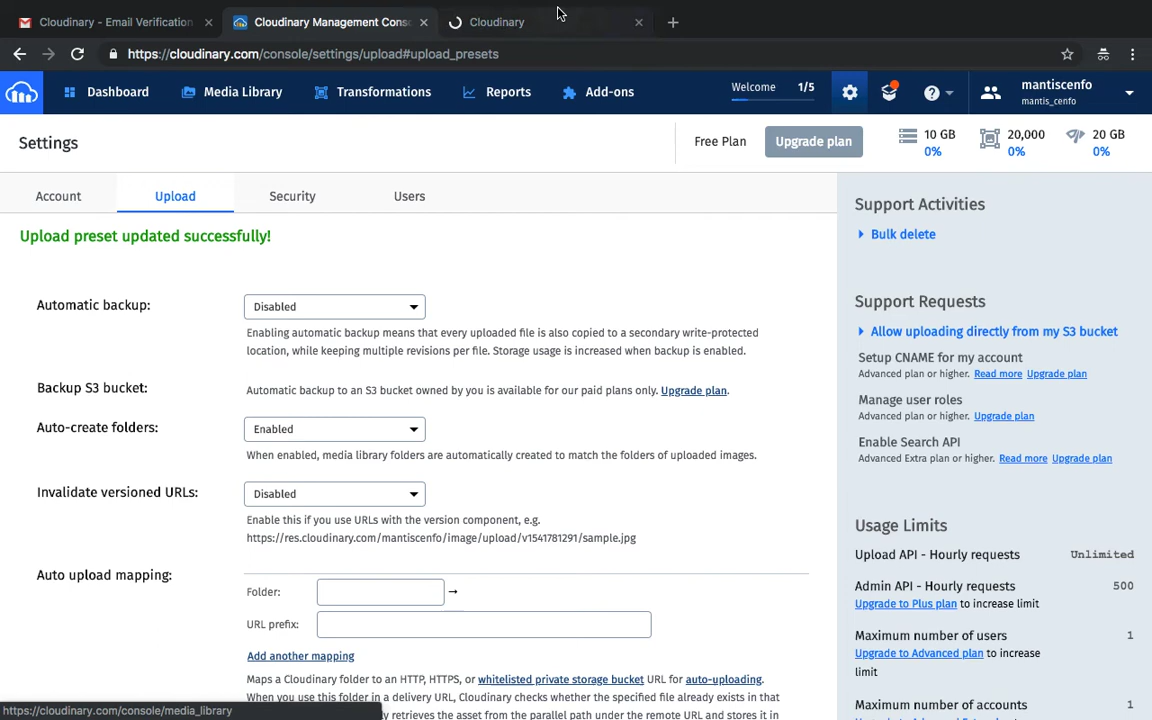 Cloudinary - Email Verification
Cloudinary Management Conso
Cloudinary
https://cloudinary.com/console/settings/upload#upload_presets
Dashboard
Media Library
Transformations
Reports
Add-ons
Welcome 1/5
mantiscenfo
mantis_cenfo
Settings
Free Plan
Upgrade plan
10 GB
0%
20,000
0%
20 GB
0%
Account
Upload
Security
Users
Upload preset updated successfully!
Automatic backup:
Disabled
Enabling automatic backup means that every uploaded file is also copied to a secondary write-protected
location, while keeping multiple revisions per file. Storage usage is increased when backup is enabled.
Backup S3 bucket:
Automatic backup to an S3 bucket owned by you is available for our paid plans only. Upgrade plan.
Auto-create folders:
Enabled
When enabled, media library folders are automatically created to match the folders of uploaded images.
Invalidate versioned URLs:
Disabled
Enable this if you use URLs with the version component, e.g.
https://res.cloudinary.com/mantiscenfo/image/upload/v1541781291/sample.jpg
Auto upload mapping:
Folder:
URL prefix:
Add another mapping
Maps a Cloudinary folder to an HTTP, HTTPS, or whitelisted private storage bucket URL for auto-uploading.
When you use this folder in a delivery URL, Cloudinary checks whether the specified file already exists in that
y retrieves the asset from the parallel path under the remote URL and stores it in
https://cloudinary.com/console/media_library
Support Activities
Bulk delete
Support Requests
Allow uploading directly from my S3 bucket
Setup CNAME for my account
Advanced plan or higher. Read more Upgrade plan
Manage user roles
Advanced plan or higher. Upgrade plan
Enable Search API
Advanced Extra plan or higher. Read more Upgrade plan
Usage Limits
Upload API - Hourly requests Unlimited
Admin API - Hourly requests 500
Upgrade to Plus plan to increase limit
Maximum number of users 1
Upgrade to Advanced plan to increase
limit
Maximum number of accounts 1